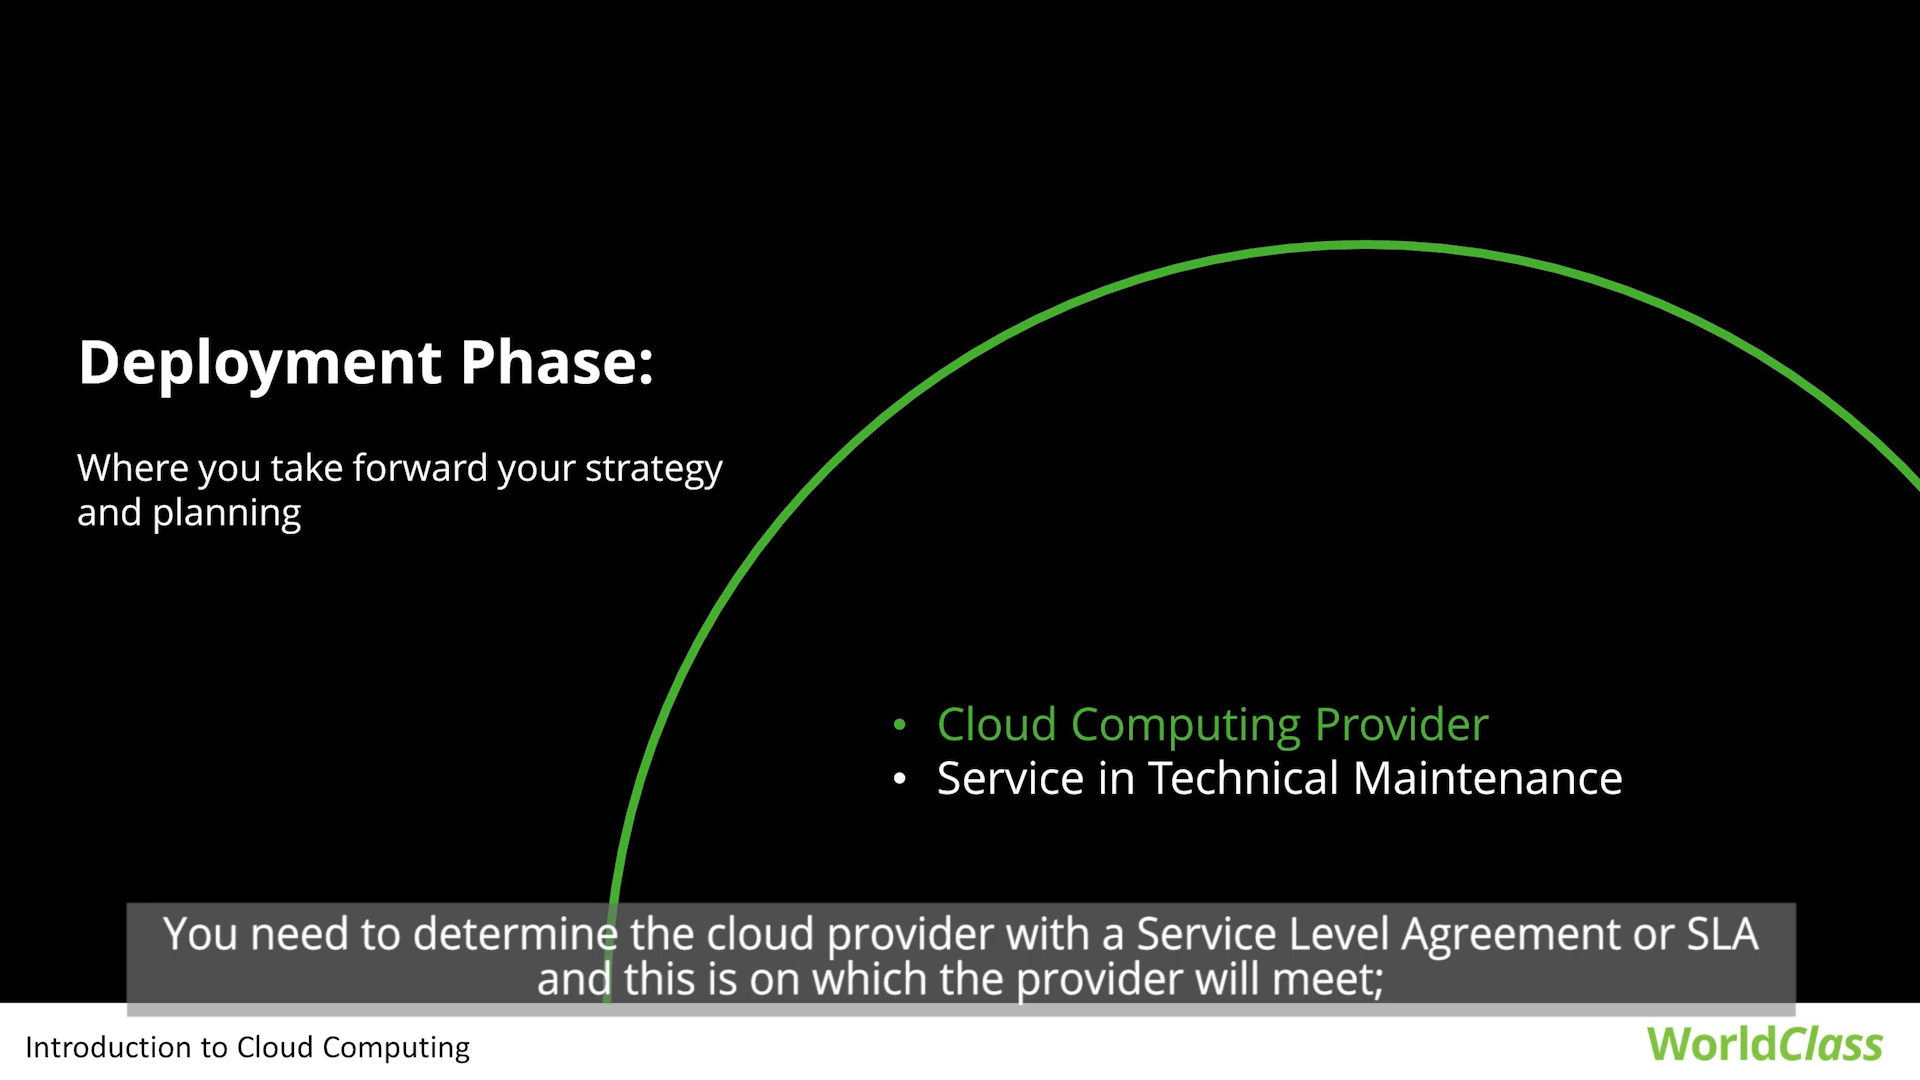 Deployment Phase:
Where you take forward your strategy
and planning
• Cloud Computing Provider
• Service in Technical Maintenance
You need to determine the cloud provider with a Service Level Agreement or SLA
and this is on which the provider will meet;
Introduction to Cloud Computing
WorldClass